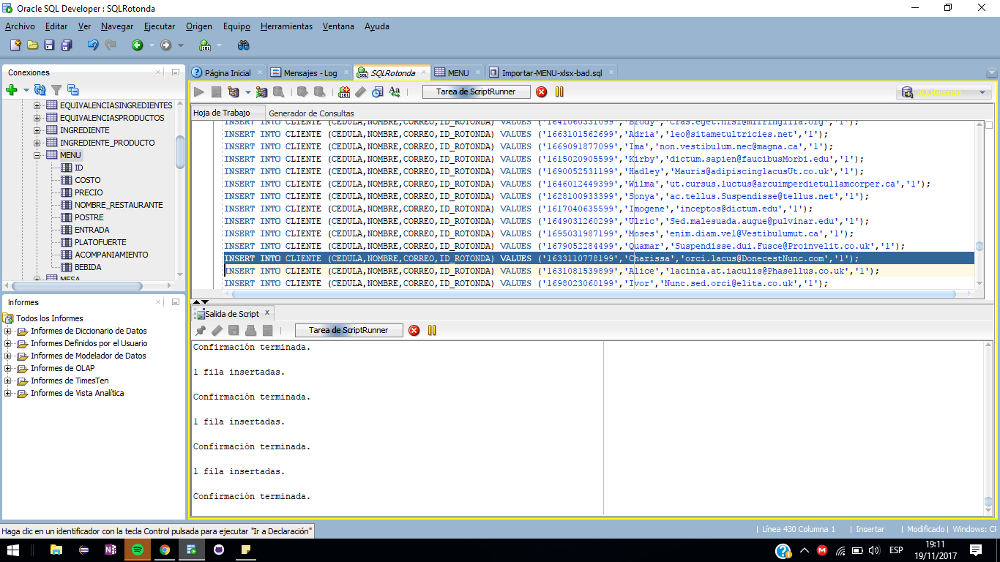 Oracle SQL Developer : SQLRotonda
Archivo Editar Ver Navegar Ejecutar Origen Equipo Herramientas Ventana Ayuda
Conexiones
EQUIVALENCIASINGREDIENTES
EQUIVALENCIASPRODUCTOS
INGREDIENTE
INGREDIENTE_PRODUCTO
MENU
ID
COSTO
PRECIO
NOMBRE_RESTAURANTE
POSTRE
ENTRADA
PLATOFUERTE
ACOMPANIAMIENTO
BEBIDA
MESA
Informes
Todos los Informes
Informes de Diccionario de Datos
Informes Definidos por el Usuario
Informes de Modelador de Datos
Informes de OLAP
Informes de TimesTen
Informes de Vista Analítica
Página Inicial Mensajes - Log SQLRotonda MENU Importar-MENU-xlsx-bad.sql
Tarea de ScriptRunner SQLRotonda
Hoja de Trabajo Generador de Consultas
INSERT INTO CLIENTE (CEDULA,NOMBRE,CORREO,ID_ROTONDA) VALUES ('1641060331099','Brody','Cras.eget.nisi@mifringilla.org','1');
INSERT INTO CLIENTE (CEDULA,NOMBRE,CORREO,ID_ROTONDA) VALUES ('1663101562699','Adria','leo@sitametultricies.net','1');
INSERT INTO CLIENTE (CEDULA,NOMBRE,CORREO,ID_ROTONDA) VALUES ('1669091877099','Ima','non.vestibulum.nec@magna.ca','1');
INSERT INTO CLIENTE (CEDULA,NOMBRE,CORREO,ID_ROTONDA) VALUES ('1615020905599','Kirby','dictum.sapien@faucibusMorbi.edu','1');
INSERT INTO CLIENTE (CEDULA,NOMBRE,CORREO,ID_ROTONDA) VALUES ('1690052531199','Hadley','Mauris@adipiscinglacusUt.co.uk','1');
INSERT INTO CLIENTE (CEDULA,NOMBRE,CORREO,ID_ROTONDA) VALUES ('1646012449399','Wilma','ut.cursus.luctus@arcuimperdietullamcorper.ca','1');
INSERT INTO CLIENTE (CEDULA,NOMBRE,CORREO,ID_ROTONDA) VALUES ('1628100933399','Sonya','ac.tellus.Suspendisse@tellus.net','1');
INSERT INTO CLIENTE (CEDULA,NOMBRE,CORREO,ID_ROTONDA) VALUES ('1617040635599','Imogene','inceptos@dictum.edu','1');
INSERT INTO CLIENTE (CEDULA,NOMBRE,CORREO,ID_ROTONDA) VALUES ('1649031260299','Ulric','Sed.malesuada.augue@pulvinar.edu','1');
INSERT INTO CLIENTE (CEDULA,NOMBRE,CORREO,ID_ROTONDA) VALUES ('1695031987199','Moses','enim.diam.vel@Vestibulumut.ca','1');
INSERT INTO CLIENTE (CEDULA,NOMBRE,CORREO,ID_ROTONDA) VALUES ('1679052284499','Quamar','Suspendisse.dui.Fusce@Proinvelit.co.uk','1');
INSERT INTO CLIENTE (CEDULA,NOMBRE,CORREO,ID_ROTONDA) VALUES ('1633110778199','Charissa','orci.lacus@DonecestNunc.com','1');
INSERT INTO CLIENTE (CEDULA,NOMBRE,CORREO,ID_ROTONDA) VALUES ('1631081539899','Alice','lacinia.at.iaculis@Phasellus.co.uk','1');
INSERT INTO CLIENTE (CEDULA,NOMBRE,CORREO,ID_ROTONDA) VALUES ('1698023060199','Ivor','Nunc.sed.orci@elita.co.uk','1');
Salida de Script
Tarea de ScriptRunner
Confirmación terminada.
1 fila insertadas.
Confirmación terminada.
1 fila insertadas.
Confirmación terminada.
1 fila insertadas.
Confirmación terminada.
Haga clic en un identificador con la tecla Control pulsada para ejecutar "Ir a Declaración"
Línea 430 Columna 1 Insertar Modificado Windows: CF
ESP
19:11
19/11/2017